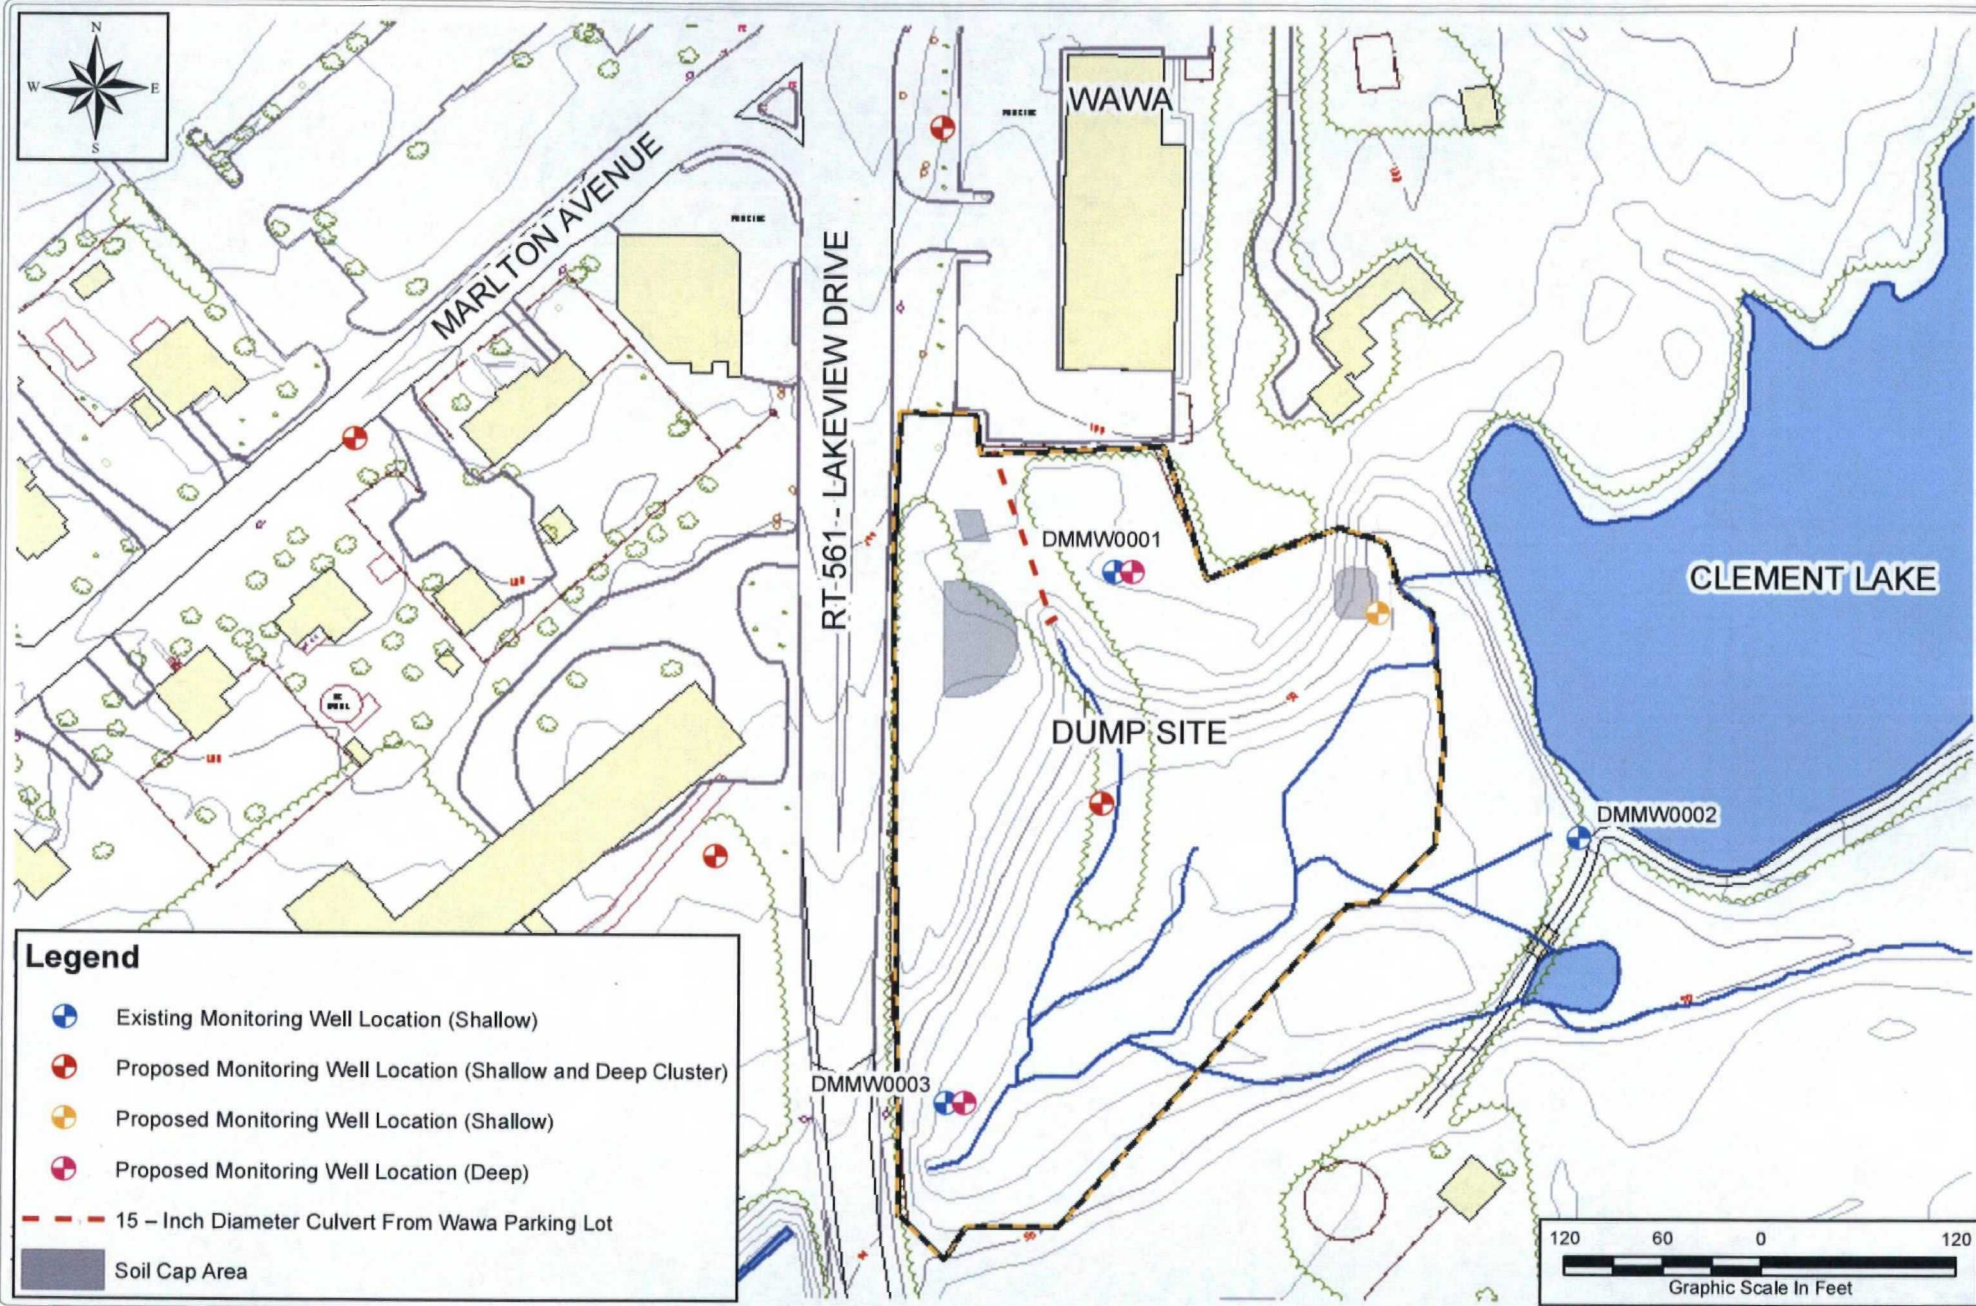 N
W
E
S
WAWA
MARLTON AVENUE
RT-561 - LAKEVIEW DRIVE
DMMW0001
CLEMENT LAKE
DUMP SITE
DMMW0002
DMMW0003
Legend
Existing Monitoring Well Location (Shallow)
Proposed Monitoring Well Location (Shallow and Deep Cluster)
Proposed Monitoring Well Location (Shallow)
Proposed Monitoring Well Location (Deep)
15 – Inch Diameter Culvert From Wawa Parking Lot
Soil Cap Area
120 60 0 120
Graphic Scale In Feet